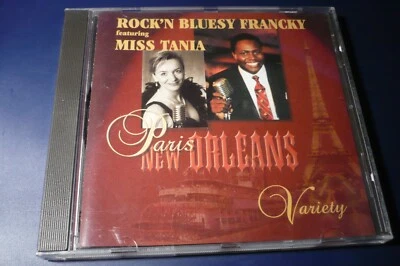 ROCK'N BLUESY FRANCKY
featuring
MISS TANIA
Paris
NEW ORLEANS
Variety